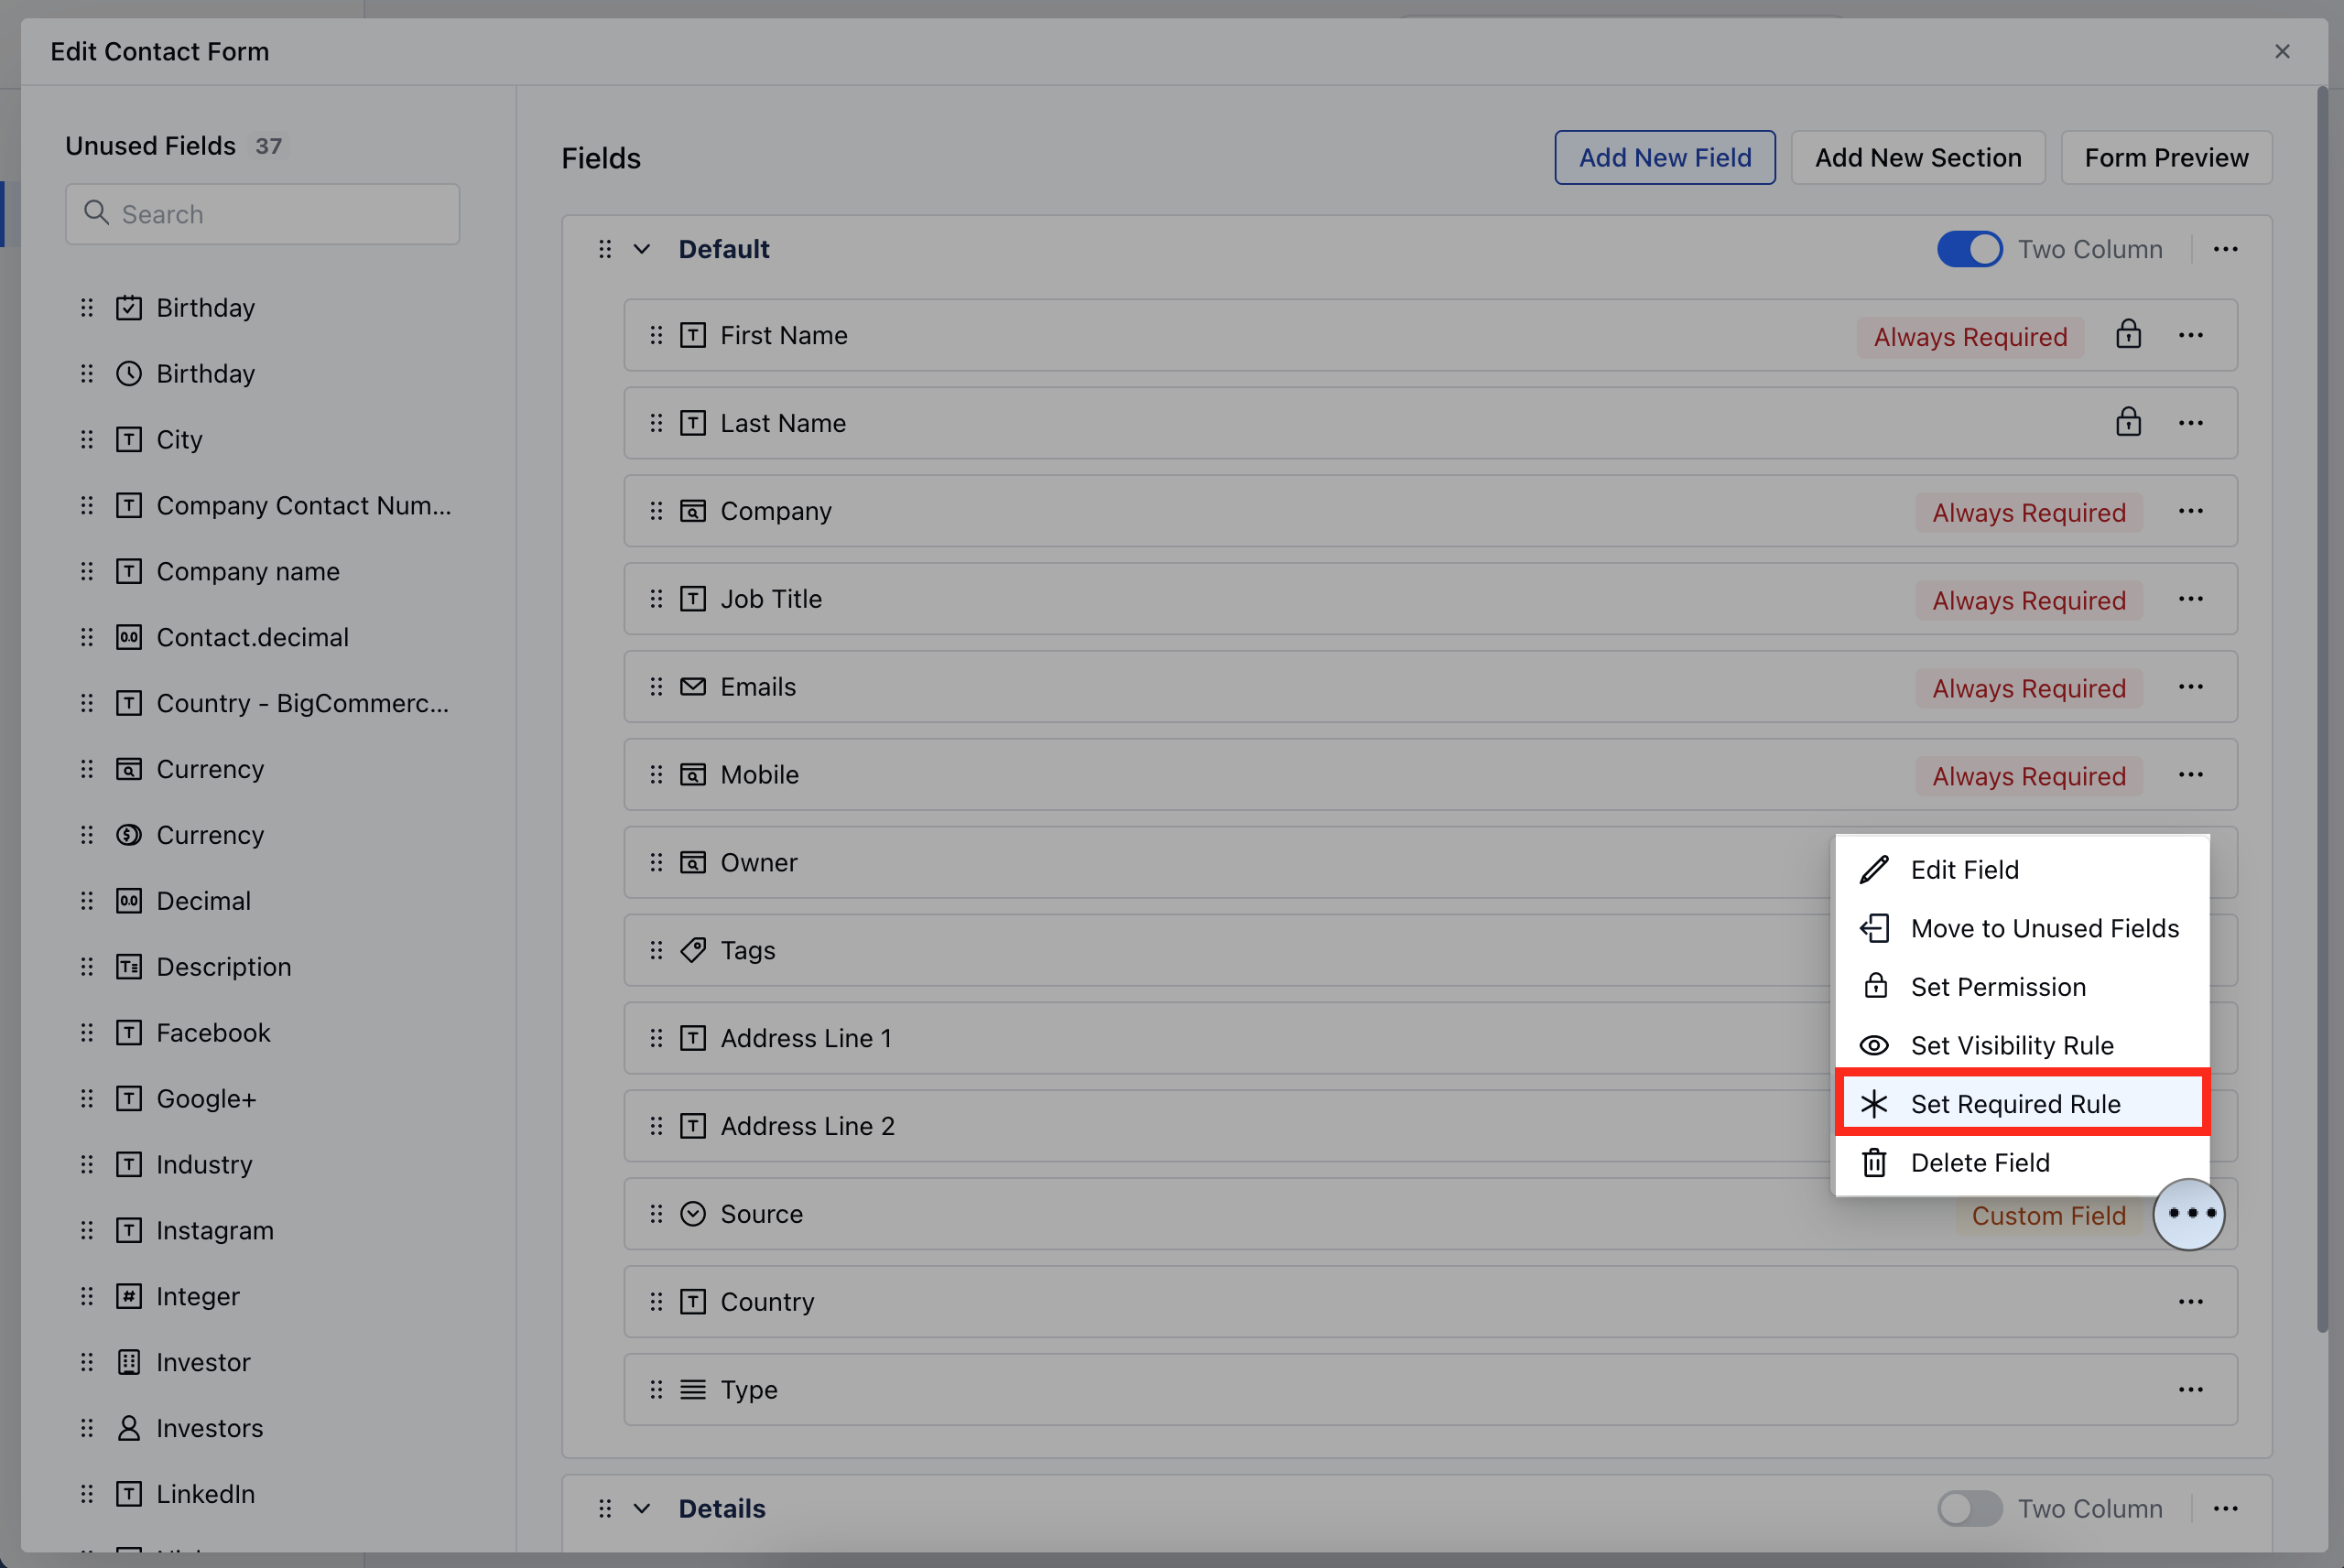 Edit Contact Form
Unused Fields 37
Search
Birthday
Birthday
City
Company Contact Num...
Company name
Contact.decimal
Country - BigCommerc...
Currency
Currency
Decimal
Description
Facebook
Google+
Industry
Instagram
Integer
Investor
Investors
LinkedIn
Fields
Add New Field
Add New Section
Form Preview
Default
Two Column
First Name
Always Required
Last Name
Company
Always Required
Job Title
Always Required
Emails
Always Required
Mobile
Always Required
Owner
Tags
Address Line 1
Address Line 2
Source
Custom Field
Country
Type
Edit Field
Move to Unused Fields
Set Permission
Set Visibility Rule
Set Required Rule
Delete Field
Details
Two Column